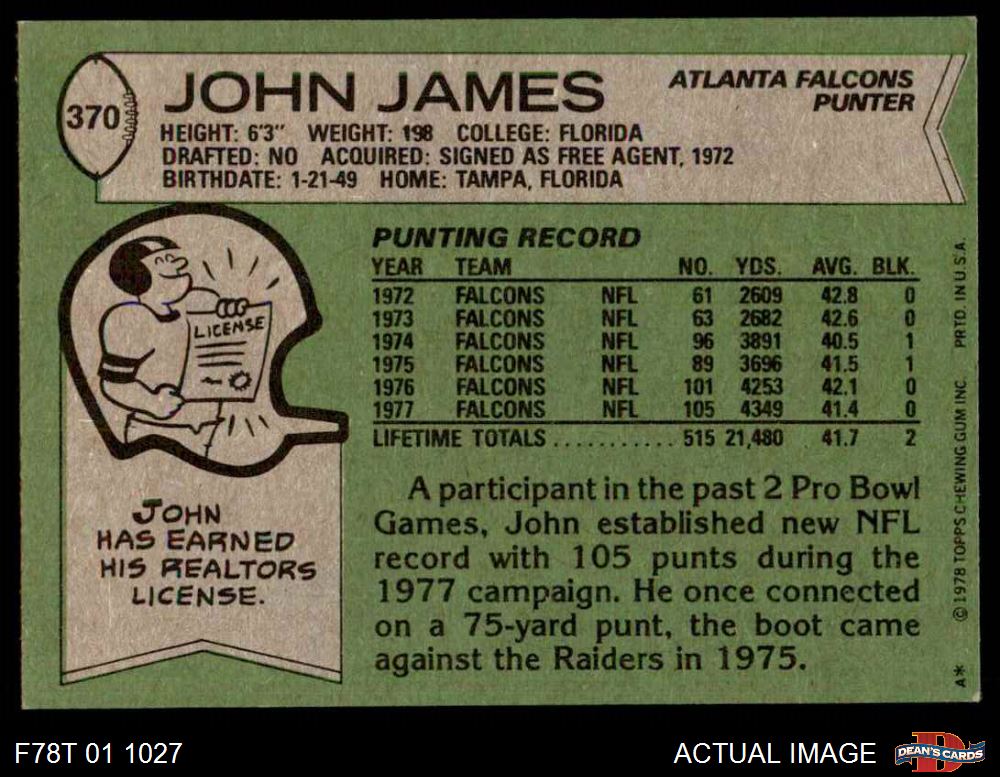 370
JOHN JAMES
ATLANTA FALCONS
PUNTER
HEIGHT: 6'3" WEIGHT: 198 COLLEGE: FLORIDA
DRAFTED: NO ACQUIRED: SIGNED AS FREE AGENT, 1972
BIRTHDATE: 1-21-49 HOME: TAMPA, FLORIDA
LICENSE
JOHN
HAS EARNED
HIS REALTORS
LICENSE.
PUNTING RECORD
YEAR TEAM NO. YDS. AVG. BLK.
1972 FALCONS NFL 61 2609 42.8 0
1973 FALCONS NFL 63 2682 42.6 0
1974 FALCONS NFL 96 3891 40.5 1
1975 FALCONS NFL 89 3696 41.5 1
1976 FALCONS NFL 101 4253 42.1 0
1977 FALCONS NFL 105 4349 41.4 0
LIFETIME TOTALS ........... 515 21,480 41.7 2
A participant in the past 2 Pro Bowl
Games, John established new NFL
record with 105 punts during the
1977 campaign. He once connected
on a 75-yard punt, the boot came
against the Raiders in 1975.
A* © 1978 TOPPS CHEWING GUM INC. PRTD. IN U.S.A.
F78T 01 1027
ACTUAL IMAGE
D
DEAN'S CARDS